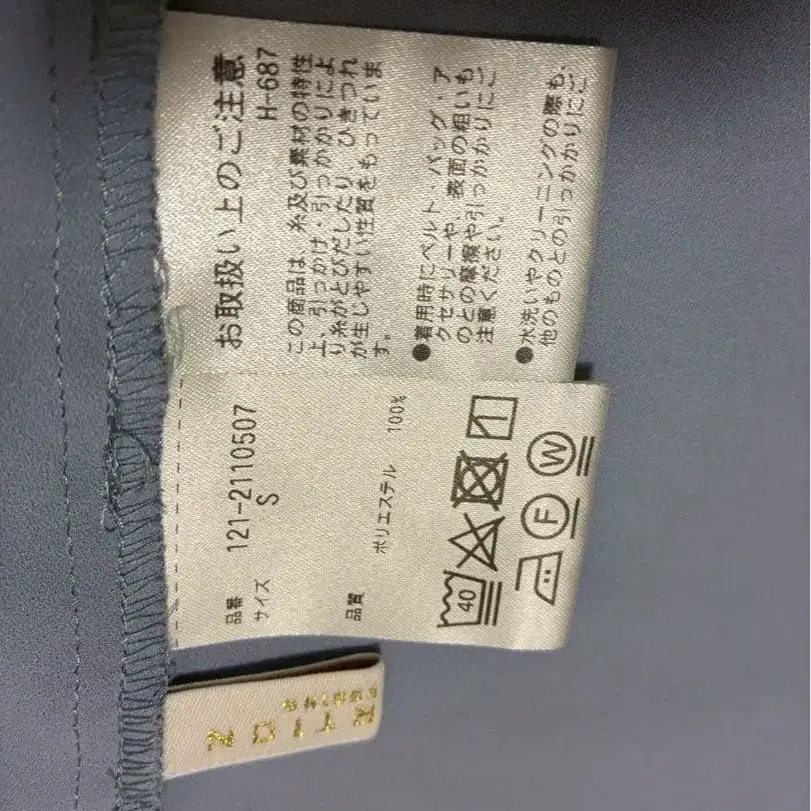 お取扱い上のご注意
H-687
この商品は、糸及び素材の特性
上、引っかけ・引っかかりによ
り糸がとびだしたり、ひきつれ
が生じやすい性質をもっていま
す。
●着用時にベルト・バッグ・ア
クセサリーや、表面の粗いも
のとの摩擦や引っかかりにご
注意ください。
●水洗いやクリーニングの際も、
他のものとの引っかかりにご
品番 121-2110507
サイズ S
品質 ポリエステル 100%
40
F W